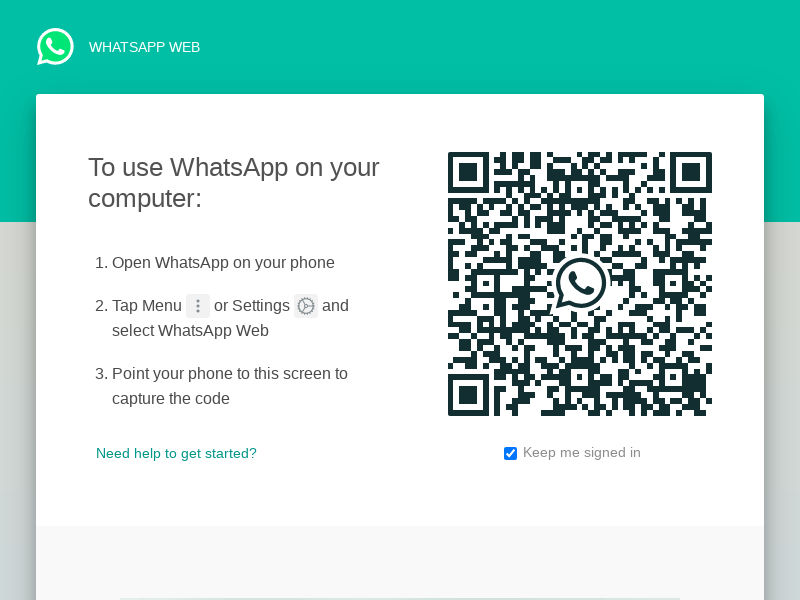 WHATSAPP WEB
To use WhatsApp on your
computer:
1. Open WhatsApp on your phone
2. Tap Menu or Settings and
select WhatsApp Web
3. Point your phone to this screen to
capture the code
Need help to get started?
Keep me signed in